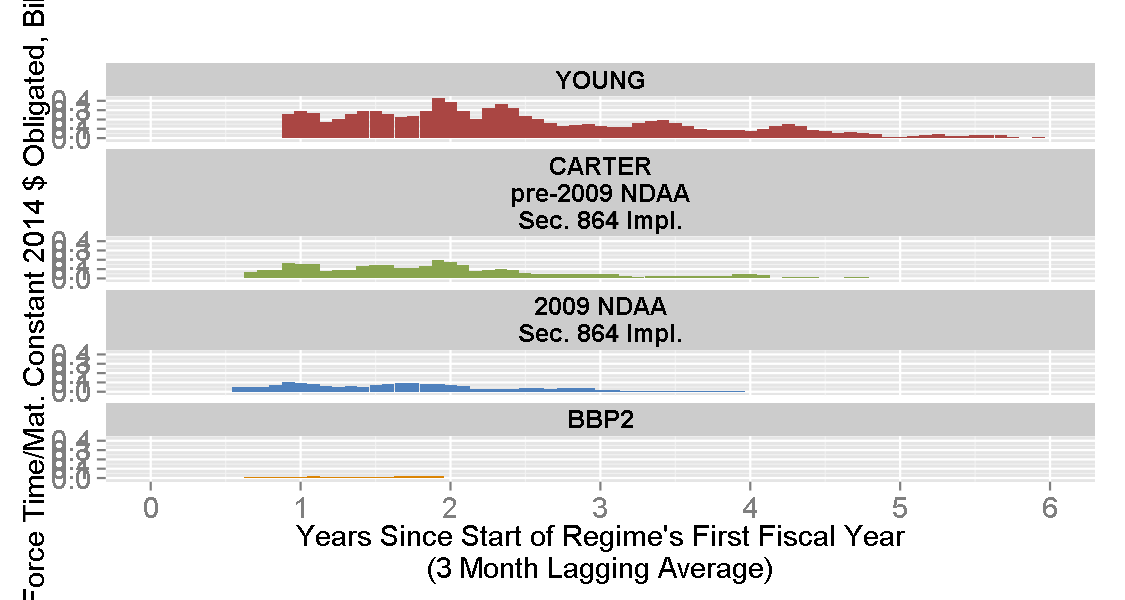 Force Time/Mat. Constant 2014 $ Obligated,
YOUNG
0.4
0.0
CARTER
pre-2009 NDAA
Sec. 864 Impl.
0.4
0.0
2009 NDAA
Sec. 864 Impl.
0.4
0.0
BBP2
0.4
0.0
0 1 2 3 4 5 6
Years Since Start of Regime's First Fiscal Year
(3 Month Lagging Average)